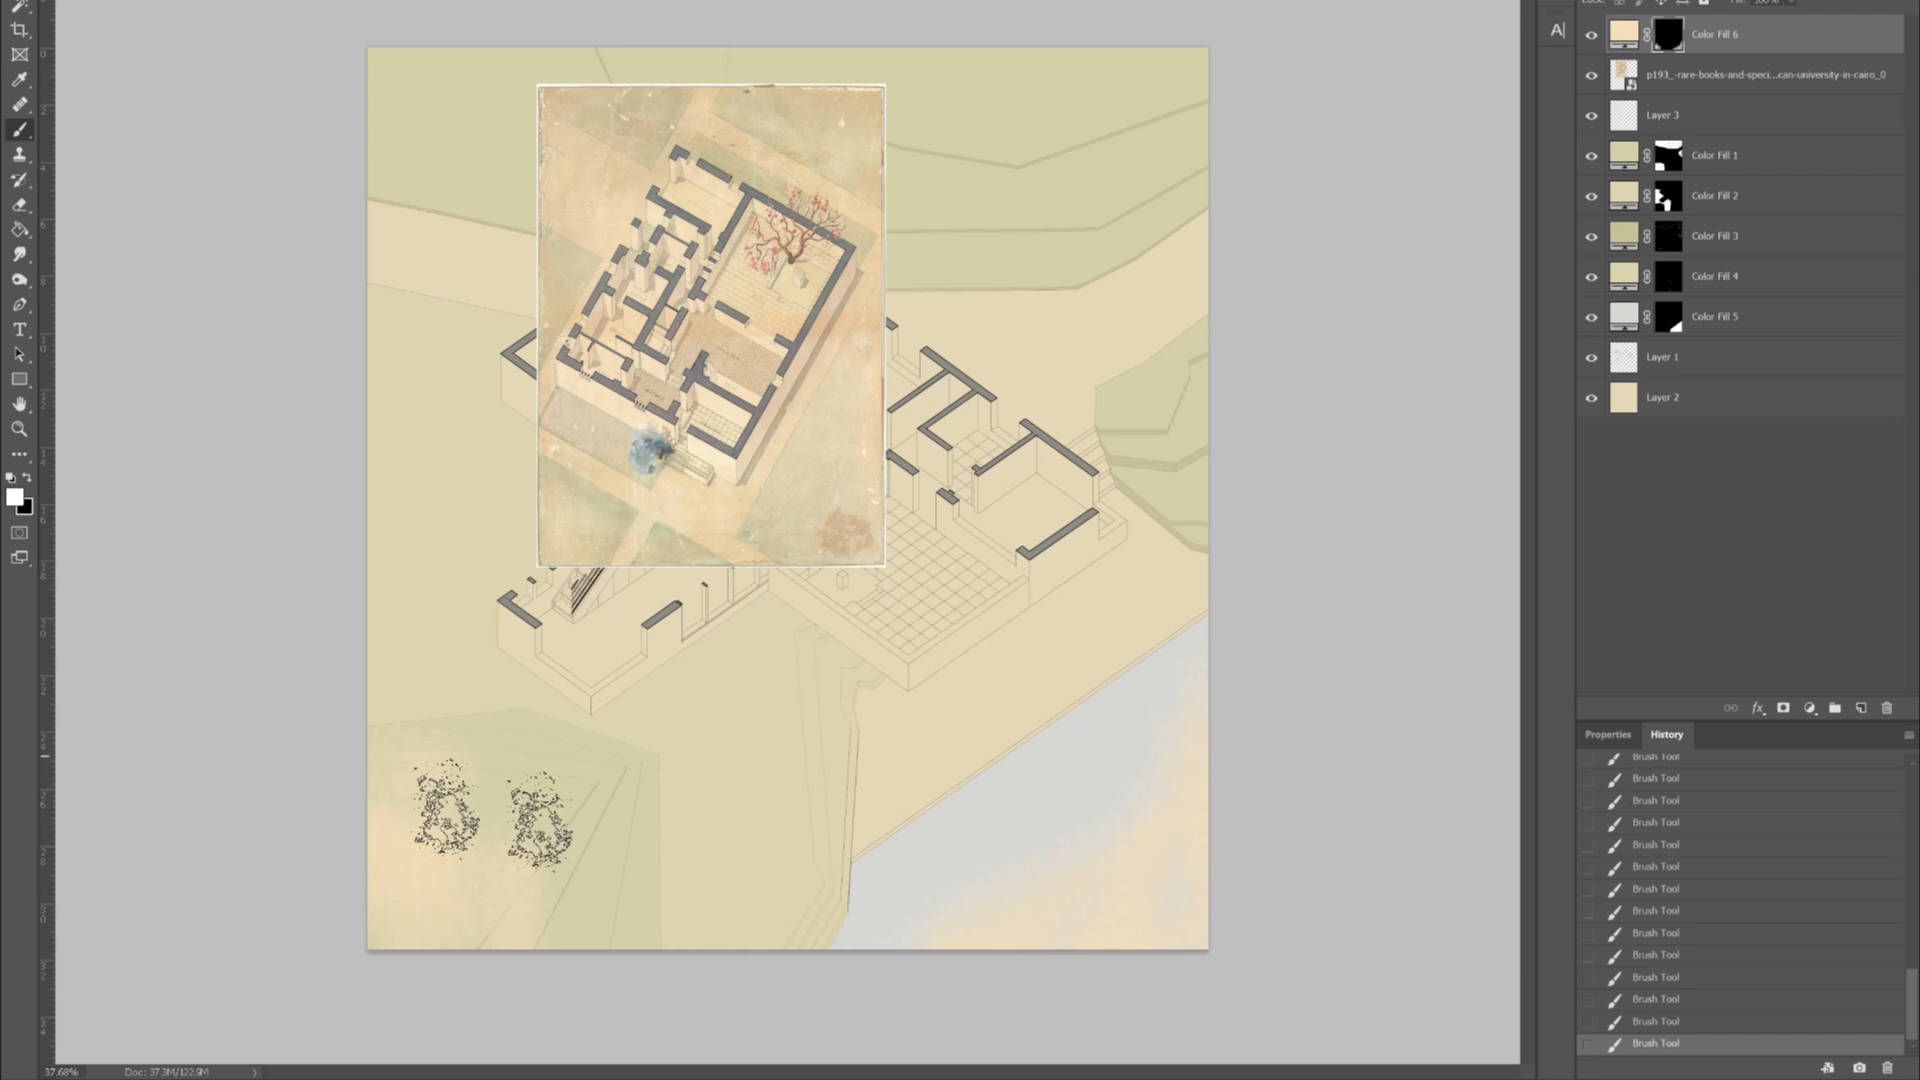 A|
Color Fill 6
p193_-rare-books-and-speci...can-university-in-cairo_0
Layer 3
Color Fill 1
Color Fill 2
Color Fill 3
Color Fill 4
Color Fill 5
Layer 1
Layer 2
fx
Properties History
Brush Tool
Brush Tool
Brush Tool
Brush Tool
Brush Tool
Brush Tool
Brush Tool
Brush Tool
Brush Tool
Brush Tool
Brush Tool
Brush Tool
Brush Tool
Brush Tool
37.68% Doc: 37.3M/122.9M